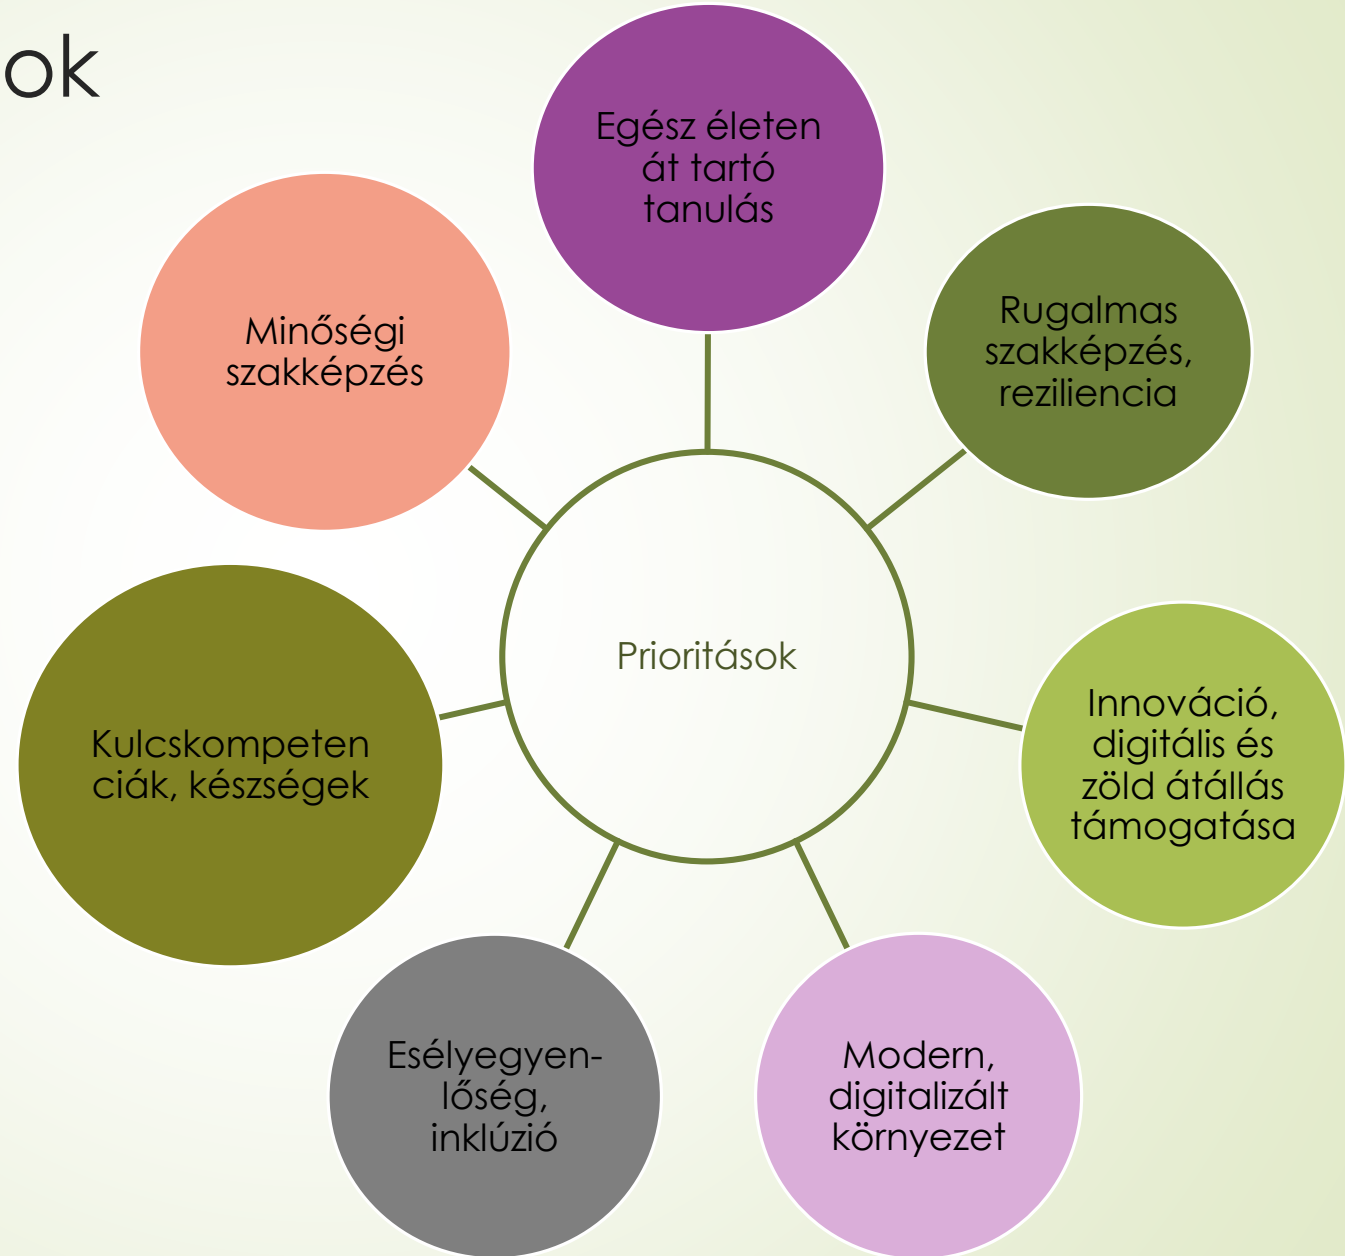 ok
Egész életen
át tartó
tanulás
Rugalmas
szakképzés,
reziliencia
Innováció,
digitális és
zöld átállás
támogatása
Modern,
digitalizált
környezet
Esélyegyen-
lőség,
inklúzió
Kulcskompeten
ciák, készségek
Minőségi
szakképzés
Prioritások